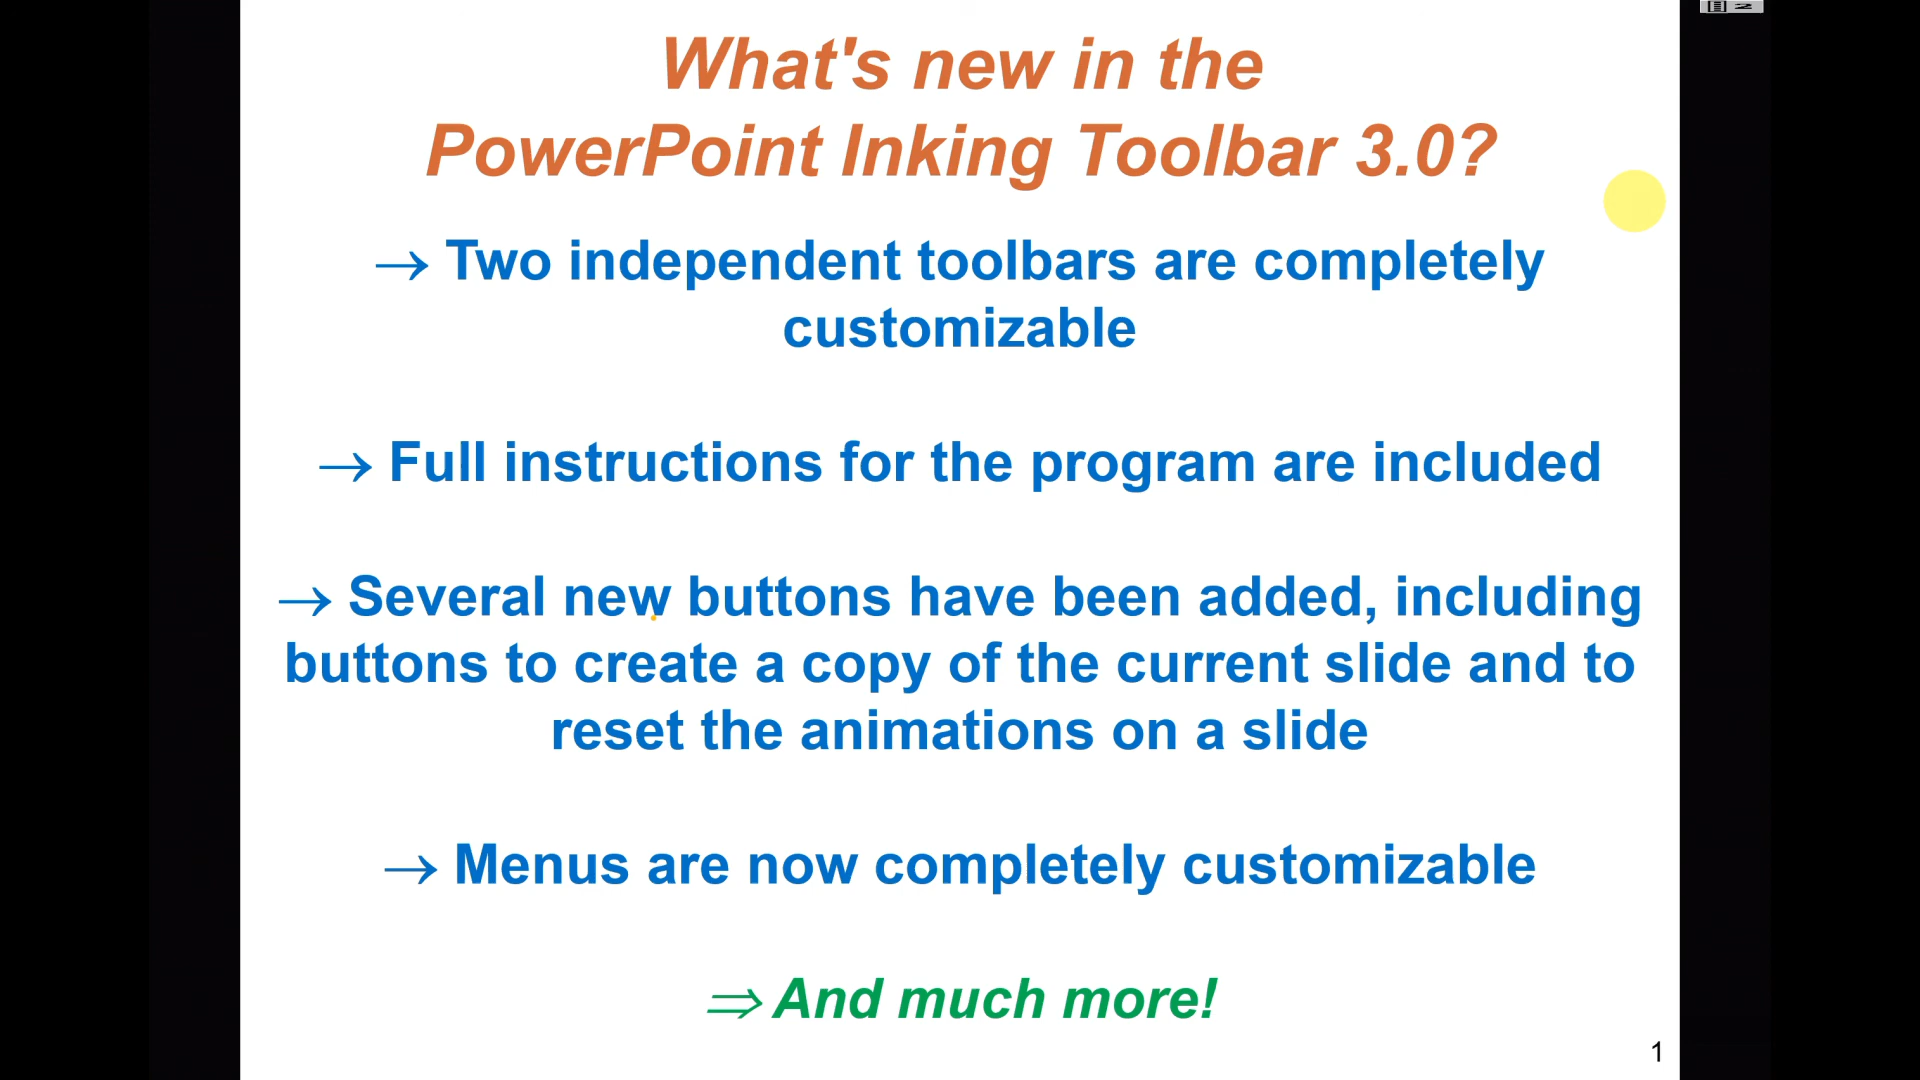 What's new in the
PowerPoint Inking Toolbar 3.0?
→ Two independent toolbars are completely
customizable
→ Full instructions for the program are included
→ Several new buttons have been added, including
buttons to create a copy of the current slide and to
reset the animations on a slide
→ Menus are now completely customizable
⇒ And much more!
1